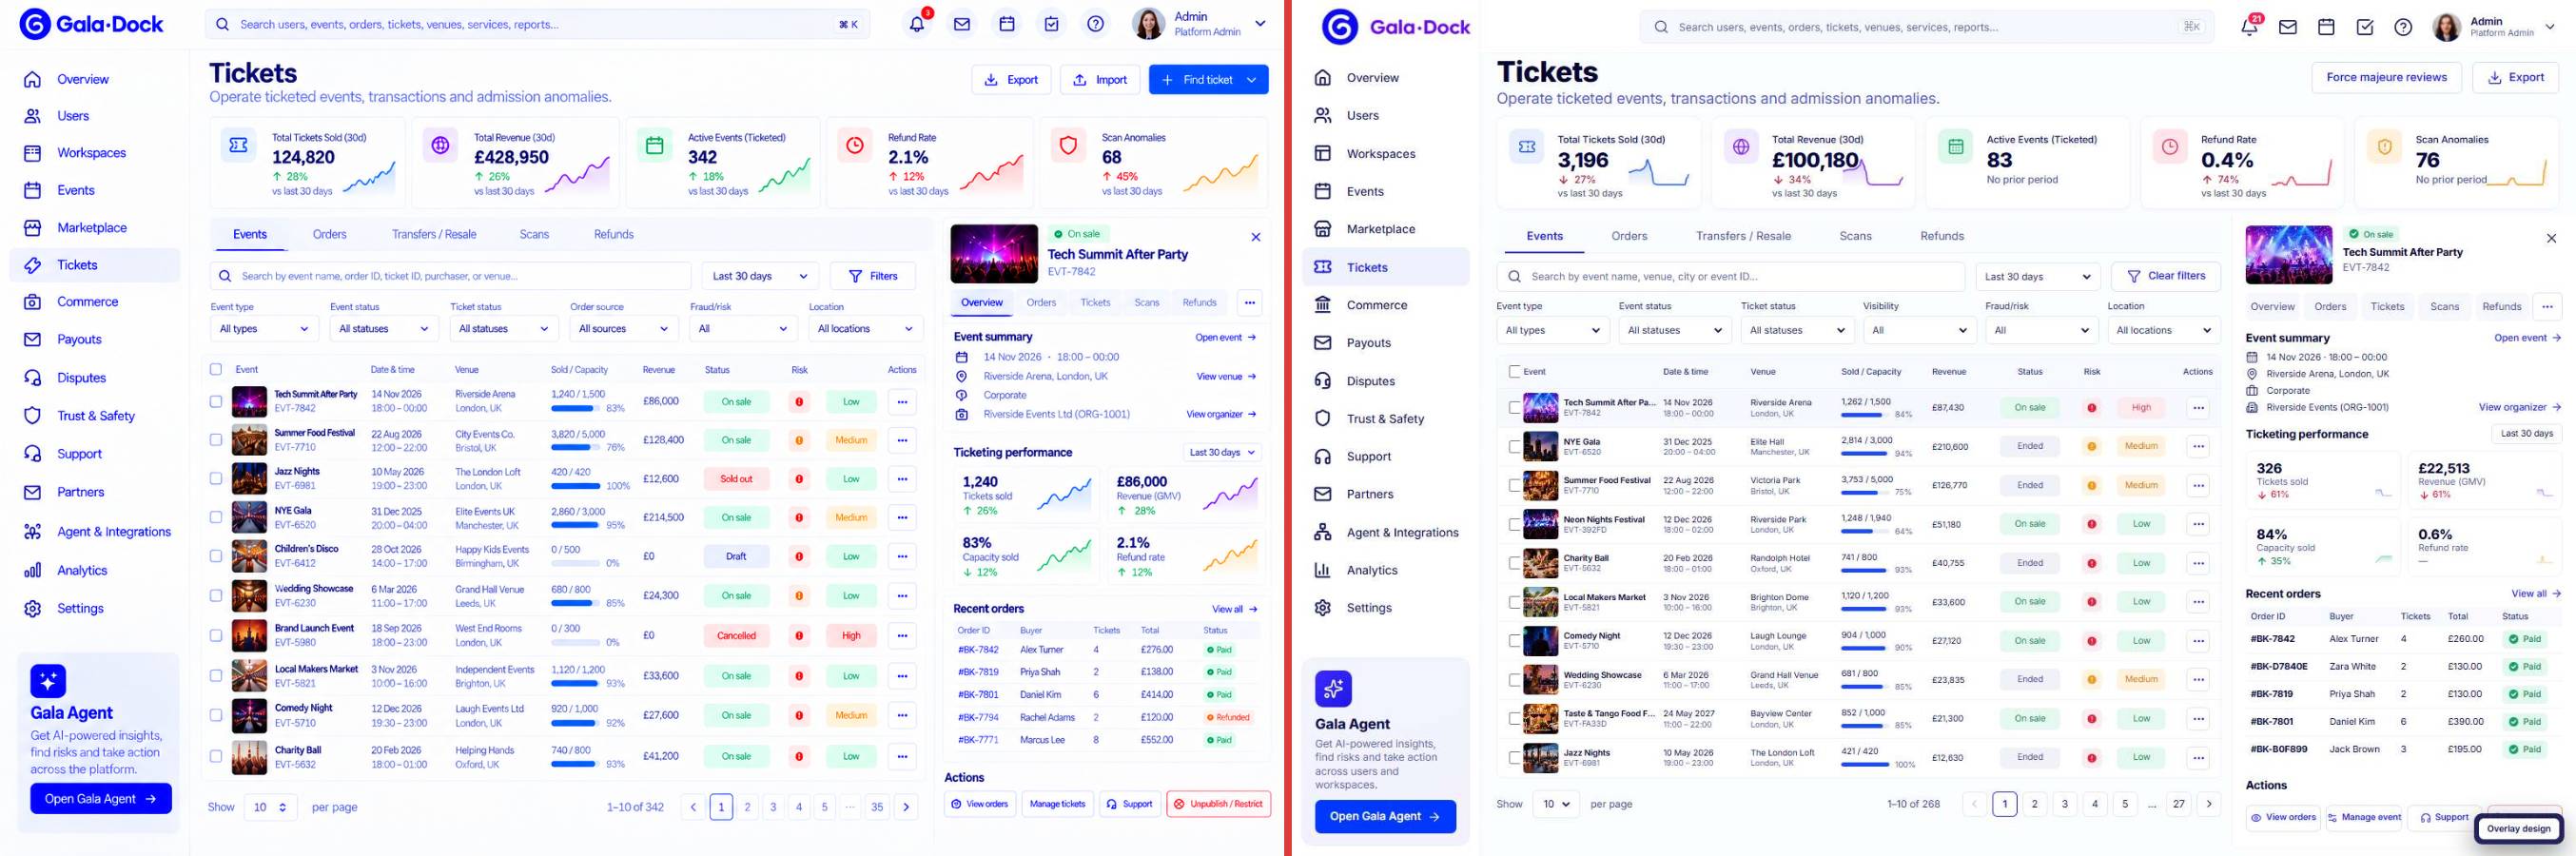 Gala·Dock
Search users, events, orders, tickets, venues, services, reports...
⌘ K
3
Admin
Platform Admin
Overview
Users
Workspaces
Events
Marketplace
Tickets
Commerce
Payouts
Disputes
Trust & Safety
Support
Partners
Agent & Integrations
Analytics
Settings
Gala Agent
Get AI-powered insights,
find risks and take action
across the platform.
Open Gala Agent →
Tickets
Operate ticketed events, transactions and admission anomalies.
Export
Import
+ Find ticket
Total Tickets Sold (30d)
124,820
↑ 28%
vs last 30 days
Total Revenue (30d)
£428,950
↑ 26%
vs last 30 days
Active Events (Ticketed)
342
↑ 18%
vs last 30 days
Refund Rate
2.1%
↑ 12%
vs last 30 days
Scan Anomalies
68
↑ 45%
vs last 30 days
Events Orders Transfers / Resale Scans Refunds
Search by event name, order ID, ticket ID, purchaser, or venue...
Last 30 days
Filters
Event type Event status Ticket status Order source Fraud/risk Location
All types All statuses All statuses All sources All All locations
Event Date & time Venue Sold / Capacity Revenue Status Risk Actions
Tech Summit After Party 14 Nov 2026 Riverside Arena 1,240 / 1,500 £86,000 On sale Low
EVT-7842 18:00 – 00:00 London, UK 83%
Summer Food Festival 22 Aug 2026 City Events Co. 3,820 / 5,000 £128,400 On sale Medium
EVT-7710 12:00 – 22:00 Bristol, UK 76%
Jazz Nights 10 May 2026 The London Loft 420 / 420 £12,600 Sold out Low
EVT-6981 19:00 – 23:00 London, UK 100%
NYE Gala 31 Dec 2025 Elite Events UK 2,860 / 3,000 £214,500 On sale Medium
EVT-6520 20:00 – 04:00 Manchester, UK 95%
Children's Disco 28 Oct 2026 Happy Kids Events 0 / 500 £0 Draft Low
EVT-6412 14:00 – 17:00 Birmingham, UK 0%
Wedding Showcase 6 Mar 2026 Grand Hall Venue 680 / 800 £24,300 On sale Low
EVT-6230 11:00 – 17:00 Leeds, UK 85%
Brand Launch Event 18 Sep 2026 West End Rooms 0 / 300 £0 Cancelled High
EVT-5980 18:00 – 23:00 London, UK 0%
Local Makers Market 3 Nov 2026 Independent Events 1,120 / 1,200 £33,600 On sale Low
EVT-5821 10:00 – 16:00 Brighton, UK 93%
Comedy Night 12 Dec 2026 Laugh Events Ltd 920 / 1,000 £27,600 On sale Medium
EVT-5710 19:30 – 23:00 London, UK 92%
Charity Ball 20 Feb 2026 Helping Hands 740 / 800 £41,200 On sale Low
EVT-5632 18:00 – 01:00 Oxford, UK 93%
Show 10 per page
1–10 of 342
1 2 3 4 5 ... 35
On sale
Tech Summit After Party
EVT-7842
Overview Orders Tickets Scans Refunds
Event summary
Open event →
14 Nov 2026 · 18:00 – 00:00
Riverside Arena, London, UK
View venue →
Corporate
Riverside Events Ltd (ORG-1001)
View organizer →
Ticketing performance
Last 30 days
1,240
Tickets sold
↑ 26%
£86,000
Revenue (GMV)
↑ 28%
83%
Capacity sold
↓ 12%
2.1%
Refund rate
↑ 12%
Recent orders
View all →
Order ID Buyer Tickets Total Status
#BK-7842 Alex Turner 4 £276.00 Paid
#BK-7819 Priya Shah 2 £138.00 Paid
#BK-7801 Daniel Kim 6 £414.00 Paid
#BK-7794 Rachel Adams 2 £120.00 Refunded
#BK-7771 Marcus Lee 8 £552.00 Paid
Actions
View orders
Manage tickets
Support
Unpublish / Restrict
Gala·Dock
Search users, events, orders, tickets, venues, services, reports...
⌘K
21
Admin
Platform Admin
Overview
Users
Workspaces
Events
Marketplace
Tickets
Commerce
Payouts
Disputes
Trust & Safety
Support
Partners
Agent & Integrations
Analytics
Settings
Gala Agent
Get AI-powered insights,
find risks and take action
across users and
workspaces.
Open Gala Agent →
Tickets
Operate ticketed events, transactions and admission anomalies.
Force majeure reviews
Export
Total Tickets Sold (30d)
3,196
↓ 27%
vs last 30 days
Total Revenue (30d)
£100,180
↓ 34%
vs last 30 days
Active Events (Ticketed)
83
No prior period
Refund Rate
0.4%
↑ 74%
vs last 30 days
Scan Anomalies
76
No prior period
Events Orders Transfers / Resale Scans Refunds
Search by event name, venue, city or event ID...
Last 30 days
Clear filters
Event type Event status Ticket status Visibility Fraud/risk Location
All types All statuses All statuses All All All locations
Event Date & time Venue Sold / Capacity Revenue Status Risk Actions
Tech Summit After Pa... 14 Nov 2026 Riverside Arena 1,262 / 1,500 £87,430 On sale High
EVT-7842 18:00 – 00:00 London, UK 84%
NYE Gala 31 Dec 2025 Elite Hall 2,814 / 3,000 £210,600 Ended Medium
EVT-6520 20:00 – 04:00 Manchester, UK 94%
Summer Food Festival 22 Aug 2026 Victoria Park 3,753 / 5,000 £126,770 Ended Medium
EVT-7710 12:00 – 22:00 Bristol, UK 75%
Neon Nights Festival 12 Dec 2026 Riverside Park 1,248 / 1,940 £51,180 On sale Low
EVT-392FD 18:00 – 02:00 London, UK 64%
Charity Ball 20 Feb 2026 Randolph Hotel 741 / 800 £40,755 Ended Low
EVT-5632 18:00 – 01:00 Oxford, UK 93%
Local Makers Market 3 Nov 2026 Brighton Dome 1,120 / 1,200 £33,600 On sale Low
EVT-5821 10:00 – 16:00 Brighton, UK 93%
Comedy Night 12 Dec 2026 Laugh Lounge 904 / 1,000 £27,120 On sale Low
EVT-5710 19:30 – 23:00 London, UK 90%
Wedding Showcase 6 Mar 2026 Grand Hall Venue 681 / 800 £23,835 Ended Medium
EVT-6230 11:00 – 17:00 Leeds, UK 85%
Taste & Tango Food F... 24 May 2027 Bayview Center 852 / 1,000 £21,300 On sale Low
EVT-FA33D 11:00 – 22:00 London, UK 85%
Jazz Nights 10 May 2026 The London Loft 421 / 420 £12,630 Ended Low
EVT-6981 19:00 – 23:00 London, UK 100%
Show 10 per page
1–10 of 268
1 2 3 4 5 ... 27
On sale
Tech Summit After Party
EVT-7842
Overview Orders Tickets Scans Refunds
Event summary
Open event →
14 Nov 2026 · 18:00 – 00:00
Riverside Arena, London, UK
Corporate
Riverside Events (ORG-1001)
View organizer →
Ticketing performance
Last 30 days
326
Tickets sold
↓ 61%
£22,513
Revenue (GMV)
↓ 61%
84%
Capacity sold
↑ 35%
0.6%
Refund rate
—
Recent orders
View all →
Order ID Buyer Tickets Total Status
#BK-7842 Alex Turner 4 £260.00 Paid
#BK-D7840E Zara White 2 £130.00 Paid
#BK-7819 Priya Shah 2 £130.00 Paid
#BK-7801 Daniel Kim 6 £390.00 Paid
#BK-B0F899 Jack Brown 3 £195.00 Paid
Actions
View orders
Manage event
Support
Overlay design